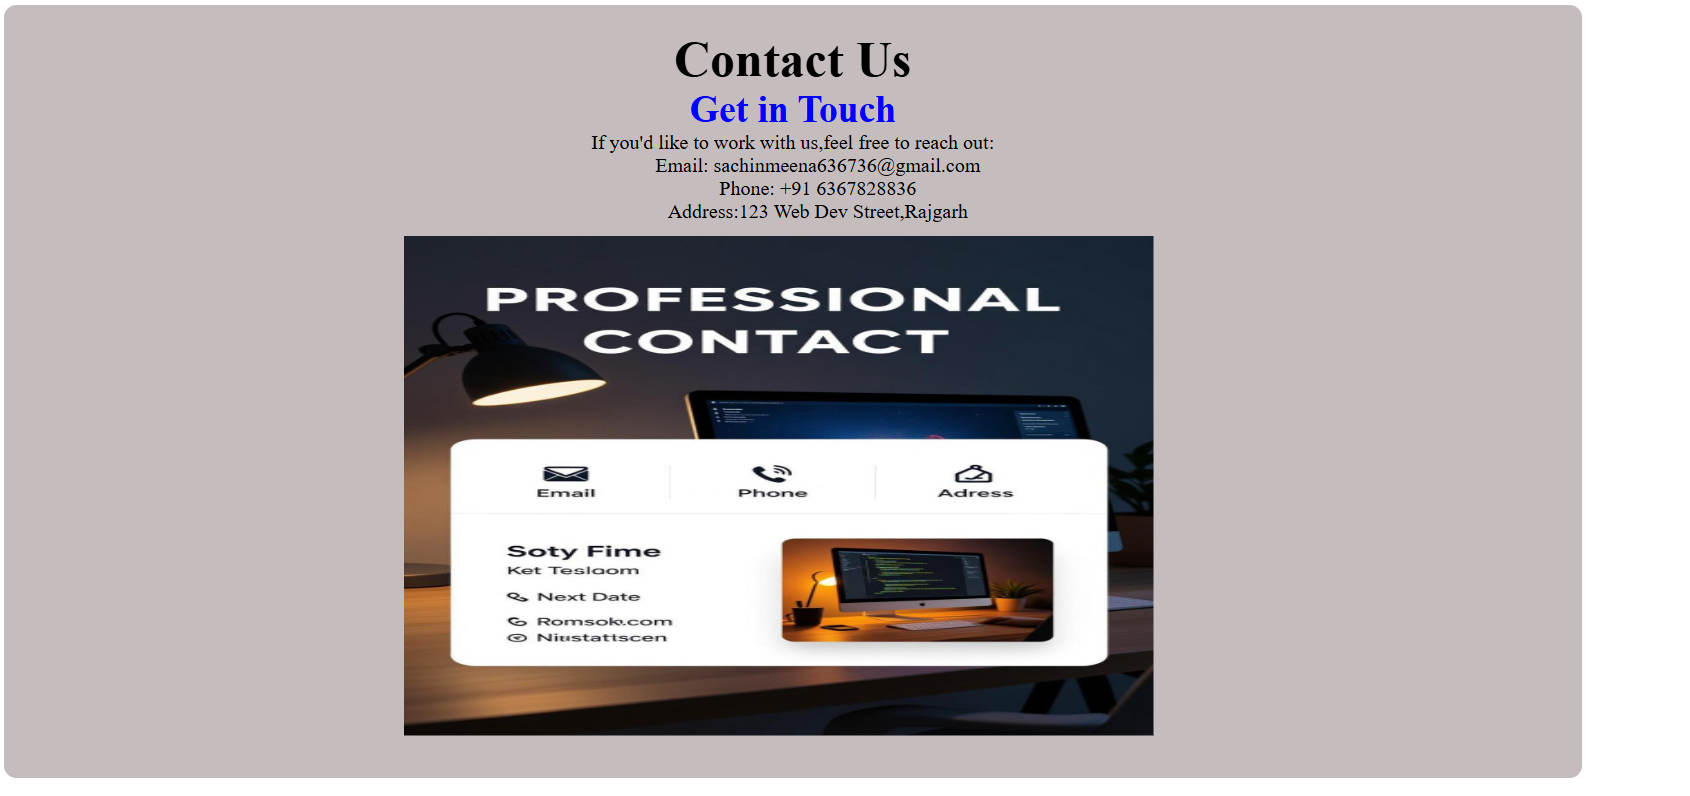 Contact Us
Get in Touch
If you'd like to work with us,feel free to reach out:
Email: sachinmeena636736@gmail.com
Phone: +91 6367828836
Address:123 Web Dev Street,Rajgarh
PROFESSIONAL
CONTACT
Email Phone Adress
Soty Fime
Ket Teslaom
Next Date
Romsok.com